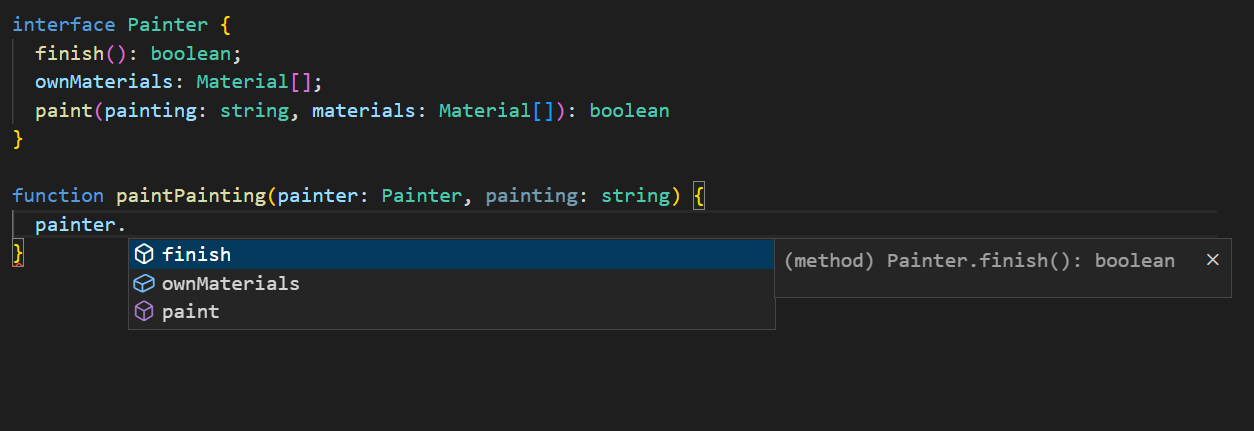 interface Painter {
finish(): boolean;
ownMaterials: Material[];
paint(painting: string, materials: Material[]): boolean
}
function paintPainting(painter: Painter, painting: string) {
painter.
}
finish
ownMaterials
paint
(method) Painter.finish(): boolean